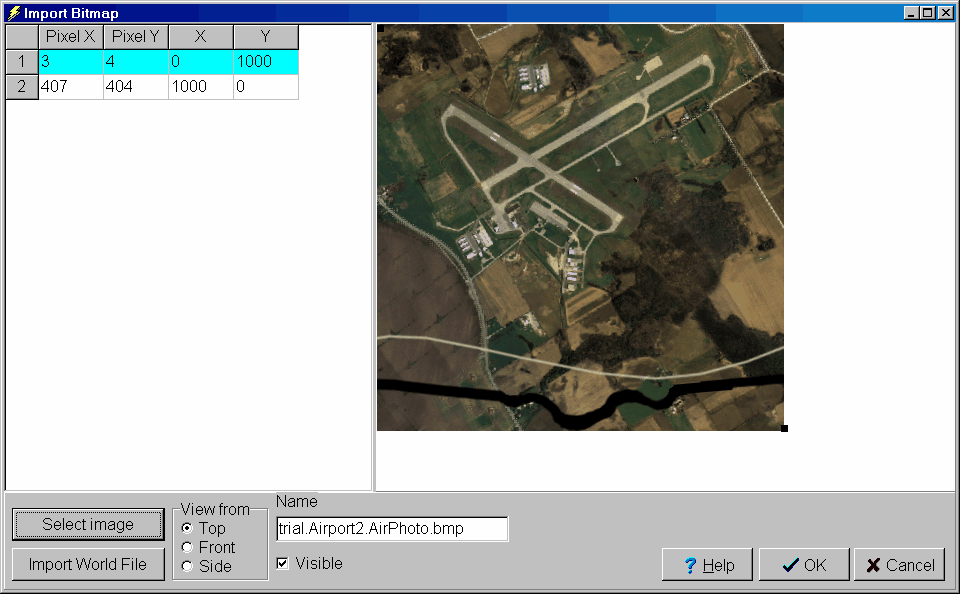 Import Bitmap
Pixel X Pixel Y X Y
1 3 4 0 1000
2 407 404 1000 0
Select image
Import World File
View from
Top
Front
Side
Name
trial.Airport2.AirPhoto.bmp
Visible
? Help
OK
Cancel